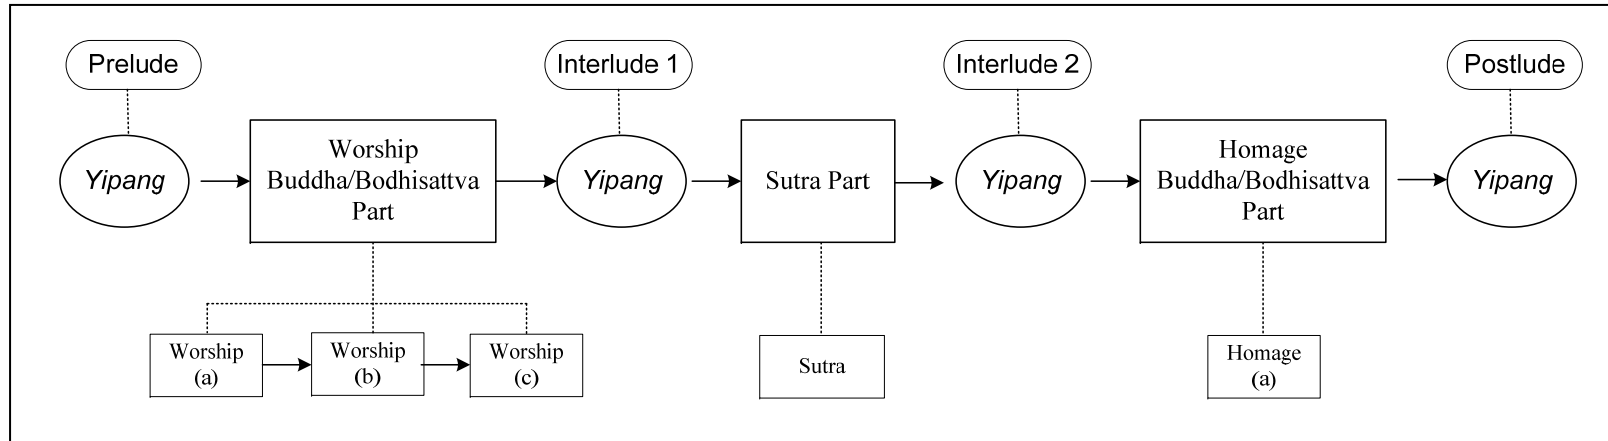 Prelude
Interlude 1
Interlude 2
Postlude
Yipang
Worship
Buddha/Bodhisattva
Part
Yipang
Sutra Part
Yipang
Homage
Buddha/Bodhisattva
Part
Yipang
Worship
(a)
Worship
(b)
Worship
(c)
Sutra
Homage
(a)